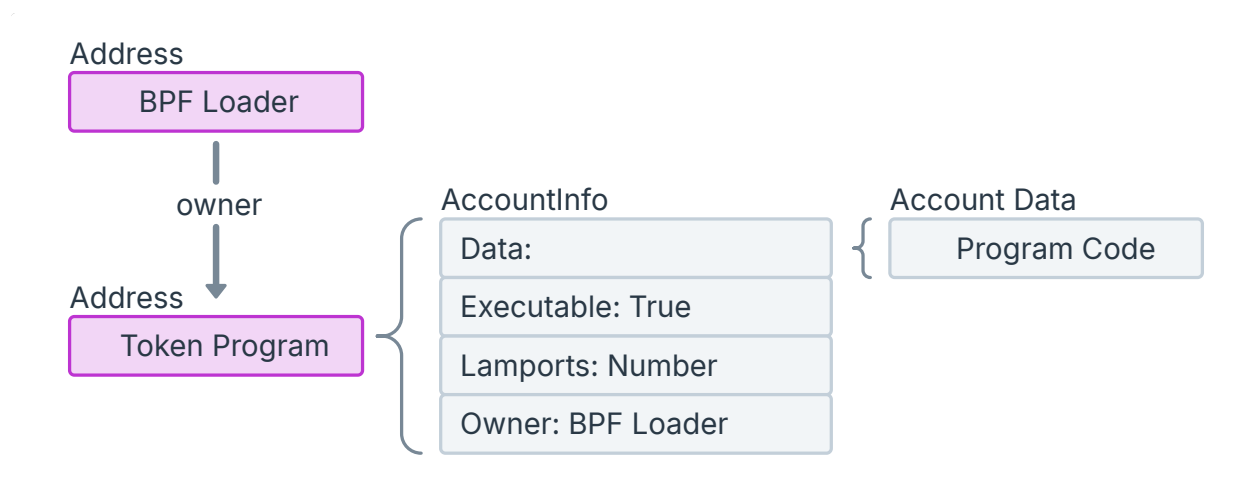 Address
BPF Loader
owner
Address
Token Program
AccountInfo
Data:
Executable: True
Lamports: Number
Owner: BPF Loader
Account Data
Program Code